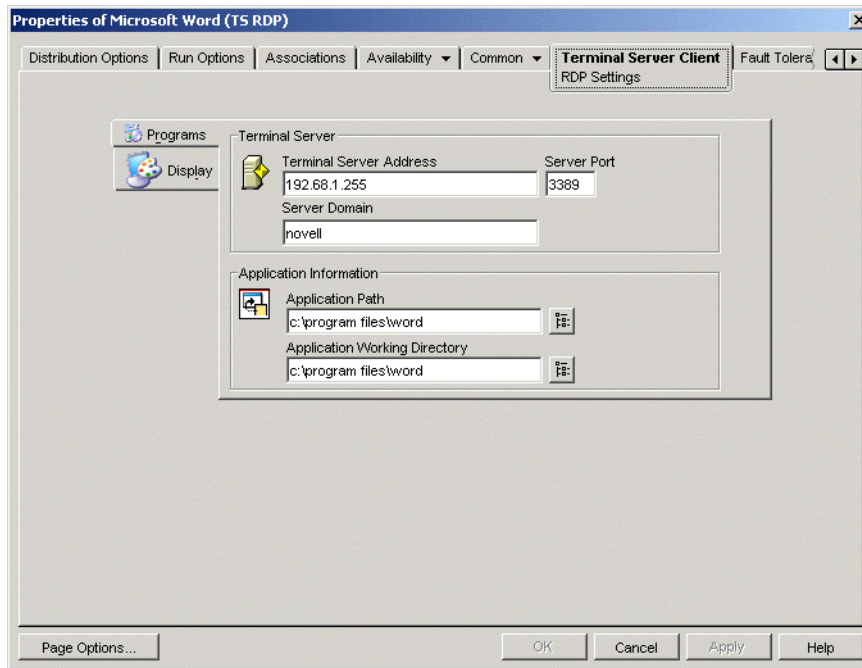 Properties of Microsoft Word (TS RDP)
Distribution Options Run Options Associations Availability Common Terminal Server Client Fault Tolera
RDP Settings
Programs
Display
Terminal Server
Terminal Server Address Server Port
192.68.1.255 3389
Server Domain
novell
Application Information
Application Path
c:\program files\word
Application Working Directory
c:\program files\word
Page Options... OK Cancel Apply Help